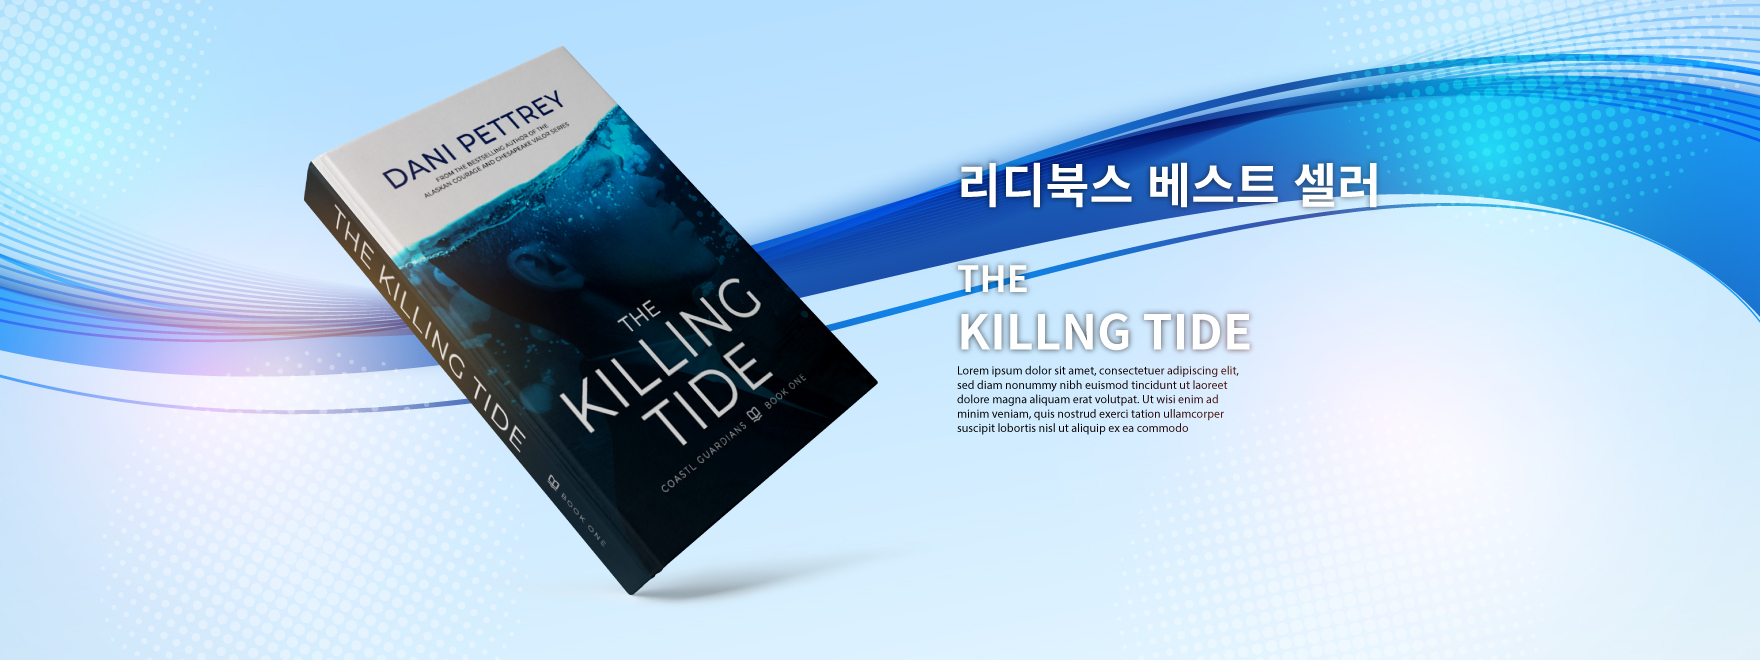 DANI PETTREY
FROM THE BESTSELLING AUTHOR OF THE
ALASKAN COURAGE AND CHESAPEAKE VALOR SERIES
THE
KILLING
TIDE
COASTL GUARDIANS BOOK ONE
THE KILLING TIDE
BOOK ONE
리디북스 베스트 셀러
THE
KILLNG TIDE
Lorem ipsum dolor sit amet, consectetuer adipiscing elit,
sed diam nonummy nibh euismod tincidunt ut laoreet
dolore magna aliquam erat volutpat. Ut wisi enim ad
minim veniam, quis nostrud exerci tation ullamcorper
suscipit lobortis nisl ut aliquip ex ea commodo